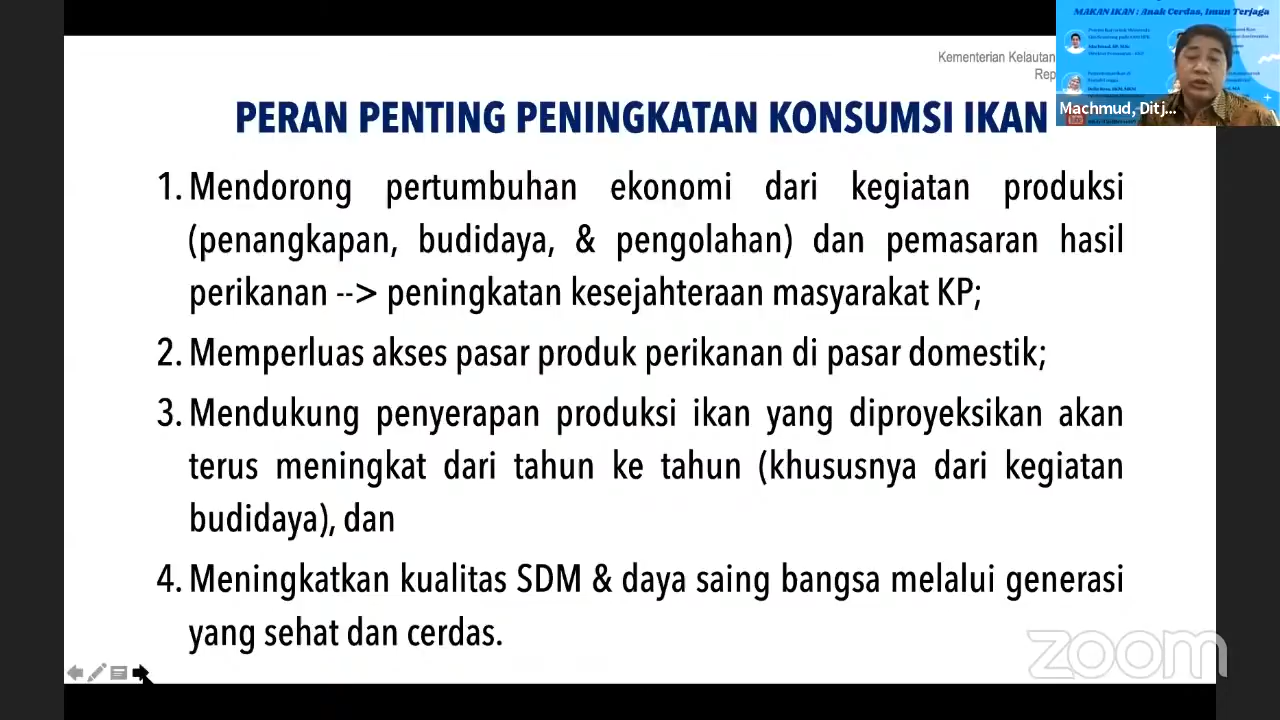 MAKAN IKAN : Anak Cerdas, Imun Terjaga
Kementerian Kelautan
Rep
Machmud, Ditj...
PERAN PENTING PENINGKATAN KONSUMSI IKAN
1. Mendorong pertumbuhan ekonomi dari kegiatan produksi
(penangkapan, budidaya, & pengolahan) dan pemasaran hasil
perikanan --> peningkatan kesejahteraan masyarakat KP;
2. Memperluas akses pasar produk perikanan di pasar domestik;
3. Mendukung penyerapan produksi ikan yang diproyeksikan akan
terus meningkat dari tahun ke tahun (khususnya dari kegiatan
budidaya), dan
4. Meningkatkan kualitas SDM & daya saing bangsa melalui generasi
yang sehat dan cerdas.
zoom